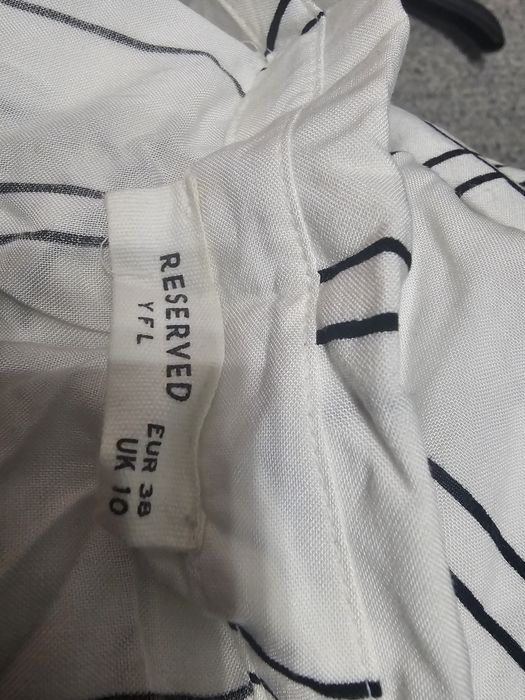 RESERVED
YFL
EUR 38
UK 10